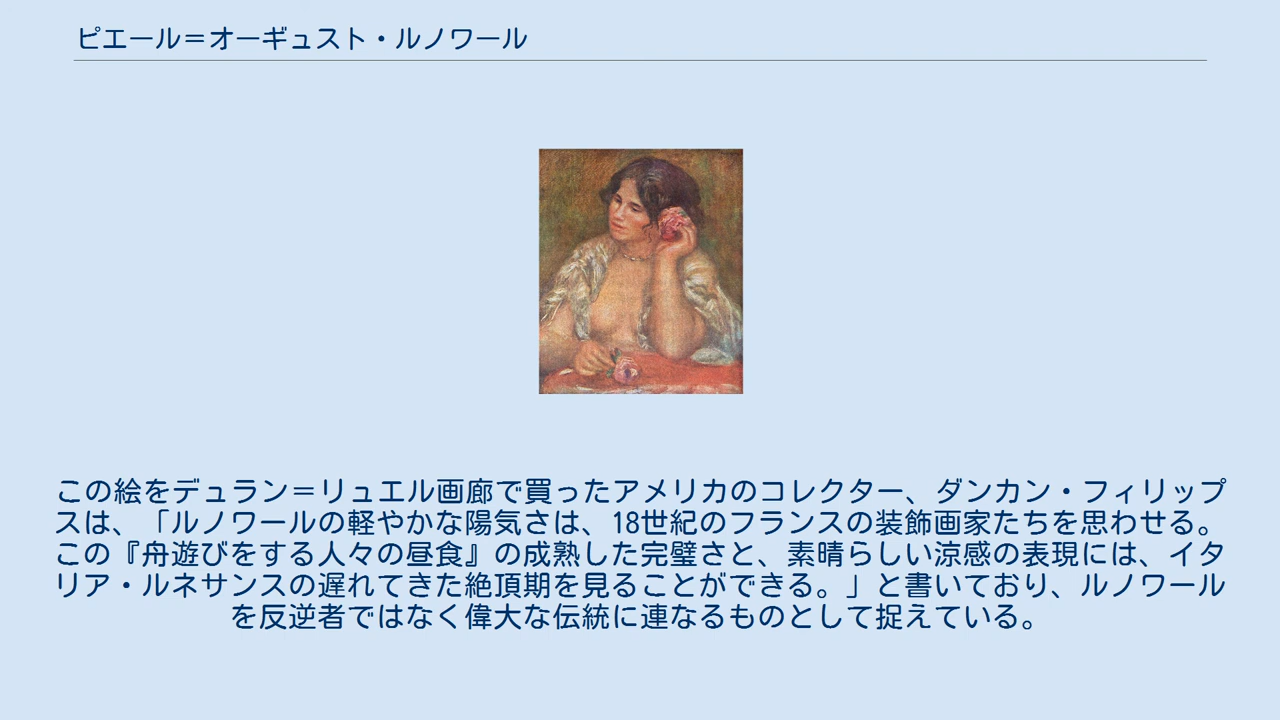 ピエール＝オーギュスト・ルノワール
この絵をデュラン＝リュエル画廊で買ったアメリカのコレクター、ダンカン・フィリップ
スは、「ルノワールの軽やかな陽気さは、18世紀のフランスの装飾画家たちを思わせる。
この『舟遊びをする人々の昼食』の成熟した完璧さと、素晴らしい涼感の表現には、イタ
リア・ルネサンスの遅れてきた絶頂期を見ることができる。」と書いており、ルノワール
を反逆者ではなく偉大な伝統に連なるものとして捉えている。